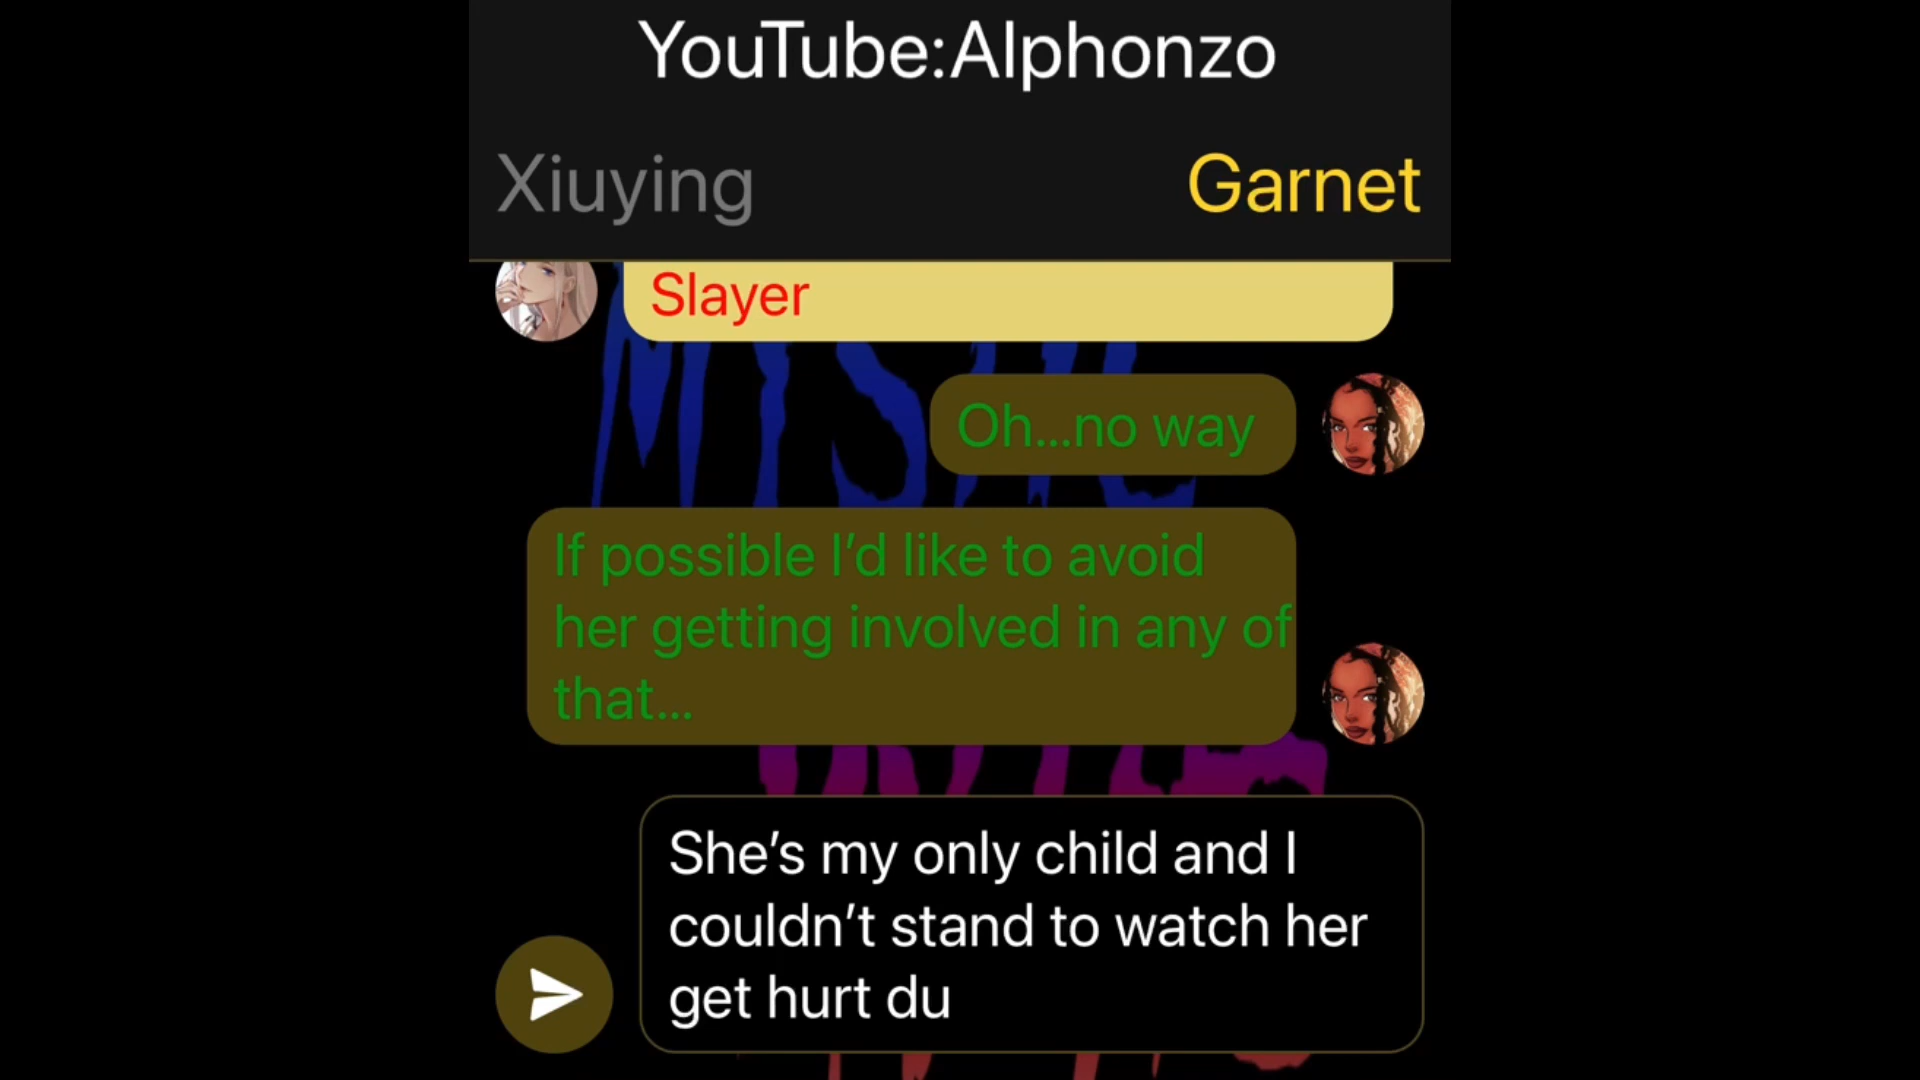 YouTube:Alphonzo
Xiuying
Garnet
Slayer
Oh...no way
If possible I’d like to avoid
her getting involved in any of
that...
She’s my only child and I
couldn’t stand to watch her
get hurt du